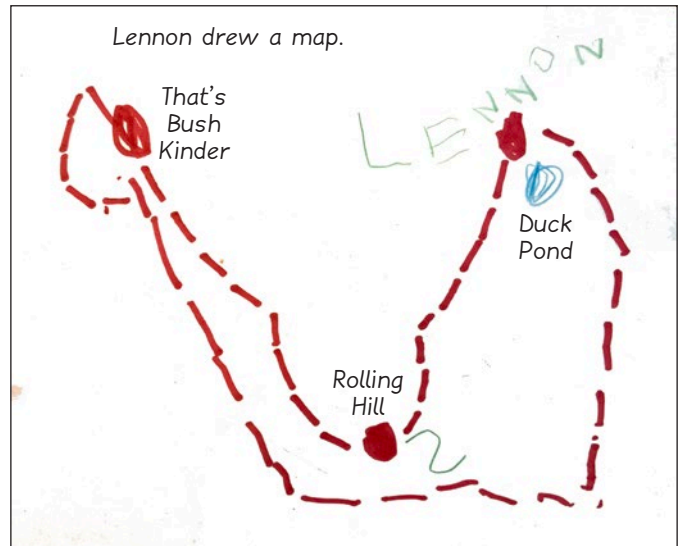 Lennon drew a map.
LENNON
That's
Bush
Kinder
Duck
Pond
Rolling
Hill